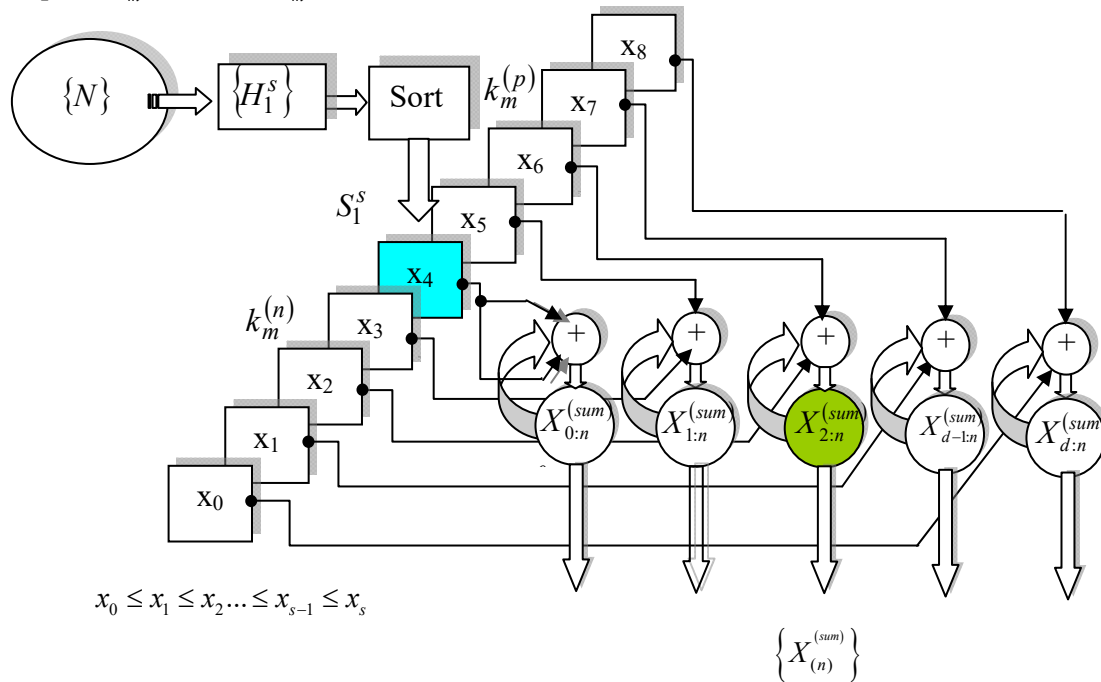 {N}
{H_1^s}
Sort
k_m^{(p)}
x_8
x_7
x_6
S_1^s
x_5
x_4
k_m^{(n)}
x_3
x_2
x_1
x_0
+
+
+
+
+
X_{0:n}^{(sum)}
X_{1:n}^{(sum)}
X_{2:n}^{(sum)}
X_{d-1:n}^{(sum)}
X_{d:n}^{(sum)}
x_0 ≤ x_1 ≤ x_2... ≤ x_{s-1} ≤ x_s
{X_{(n)}^{(sum)}}